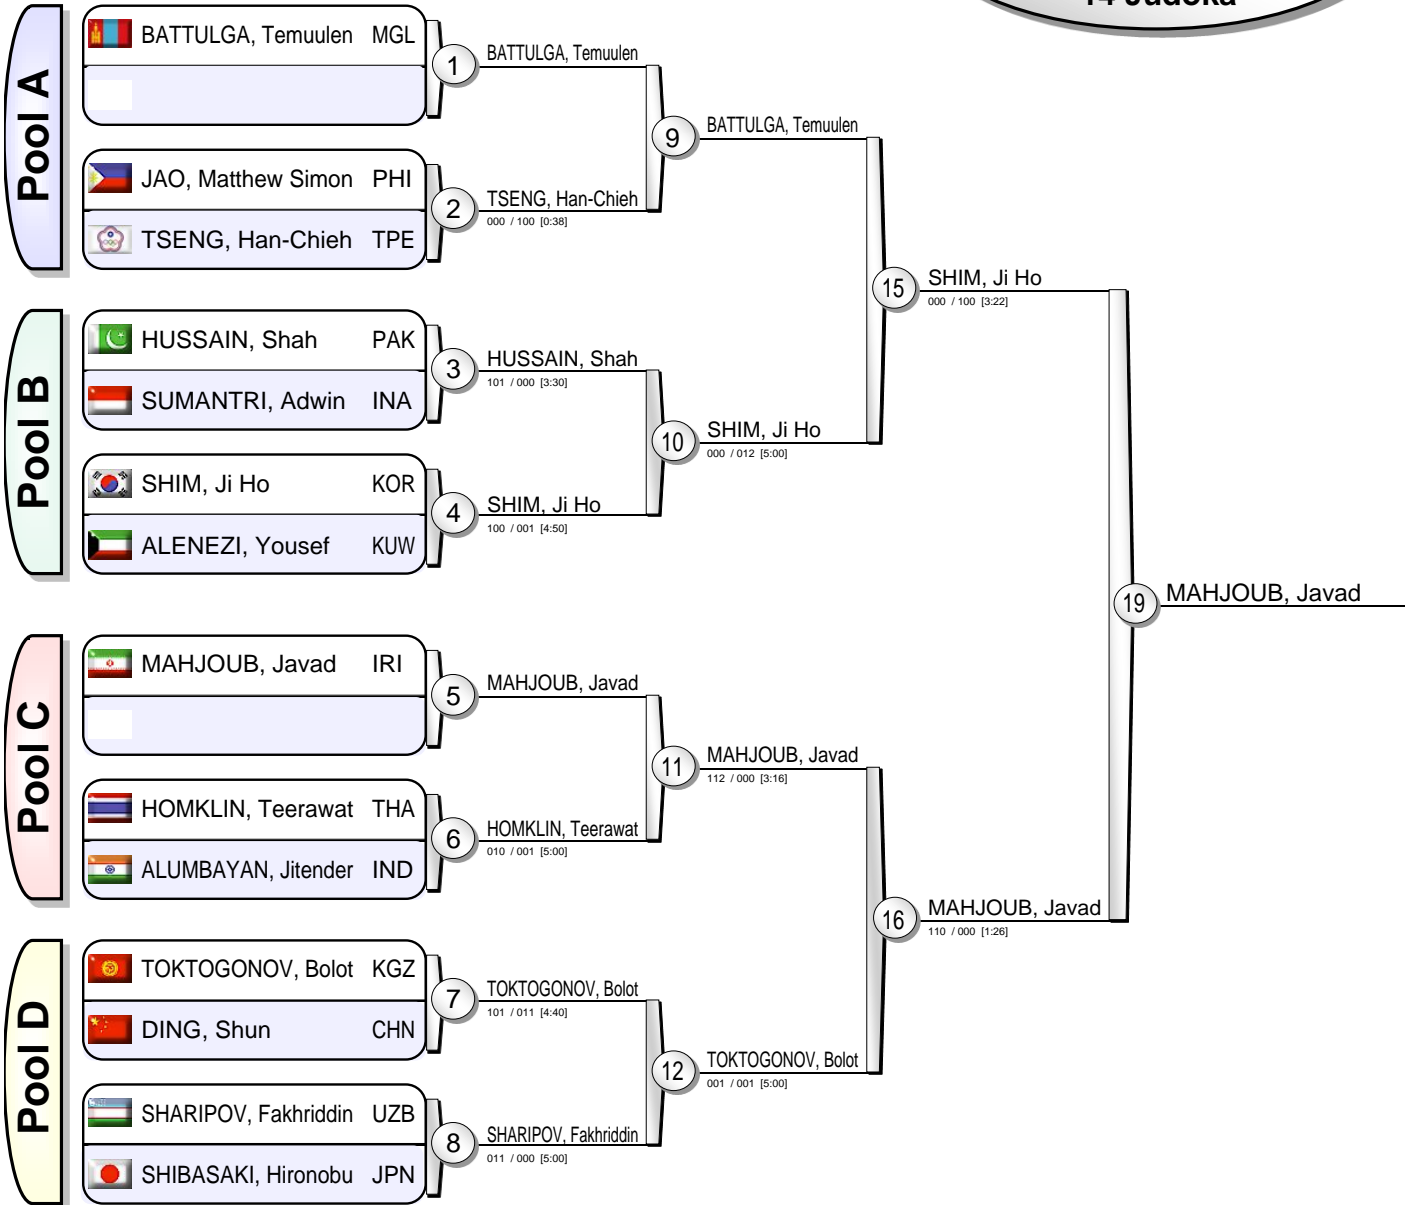 14 Judoka
Pool A
BATTULGA, Temuulen MGL
JAO, Matthew Simon PHI
TSENG, Han-Chieh TPE
Pool B
HUSSAIN, Shah PAK
SUMANTRI, Adwin INA
SHIM, Ji Ho KOR
ALENEZI, Yousef KUW
Pool C
MAHJOUB, Javad IRI
HOMKLIN, Teerawat THA
ALUMBAYAN, Jitender IND
Pool D
TOKTOGONOV, Bolot KGZ
DING, Shun CHN
SHARIPOV, Fakhriddin UZB
SHIBASAKI, Hironobu JPN
1
BATTULGA, Temuulen
2
TSENG, Han-Chieh
000 / 100 [0:38]
3
HUSSAIN, Shah
101 / 000 [3:30]
4
SHIM, Ji Ho
100 / 001 [4:50]
5
MAHJOUB, Javad
6
HOMKLIN, Teerawat
010 / 001 [5:00]
7
TOKTOGONOV, Bolot
101 / 011 [4:40]
8
SHARIPOV, Fakhriddin
011 / 000 [5:00]
9
BATTULGA, Temuulen
10
SHIM, Ji Ho
000 / 012 [5:00]
11
MAHJOUB, Javad
112 / 000 [3:16]
12
TOKTOGONOV, Bolot
001 / 001 [5:00]
15
SHIM, Ji Ho
000 / 100 [3:22]
16
MAHJOUB, Javad
110 / 000 [1:26]
19
MAHJOUB, Javad